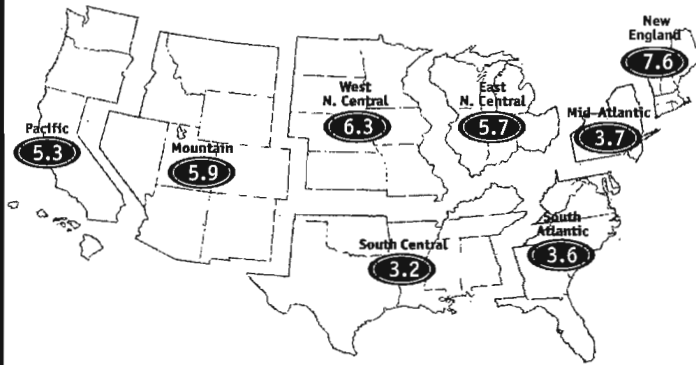 New
England
7.6
West
N. Central
6.3
East
N. Central
5.7
Mid-Atlantic
3.7
Pacific
5.3
Mountain
5.9
South Central
3.2
South
Atlantic
3.6